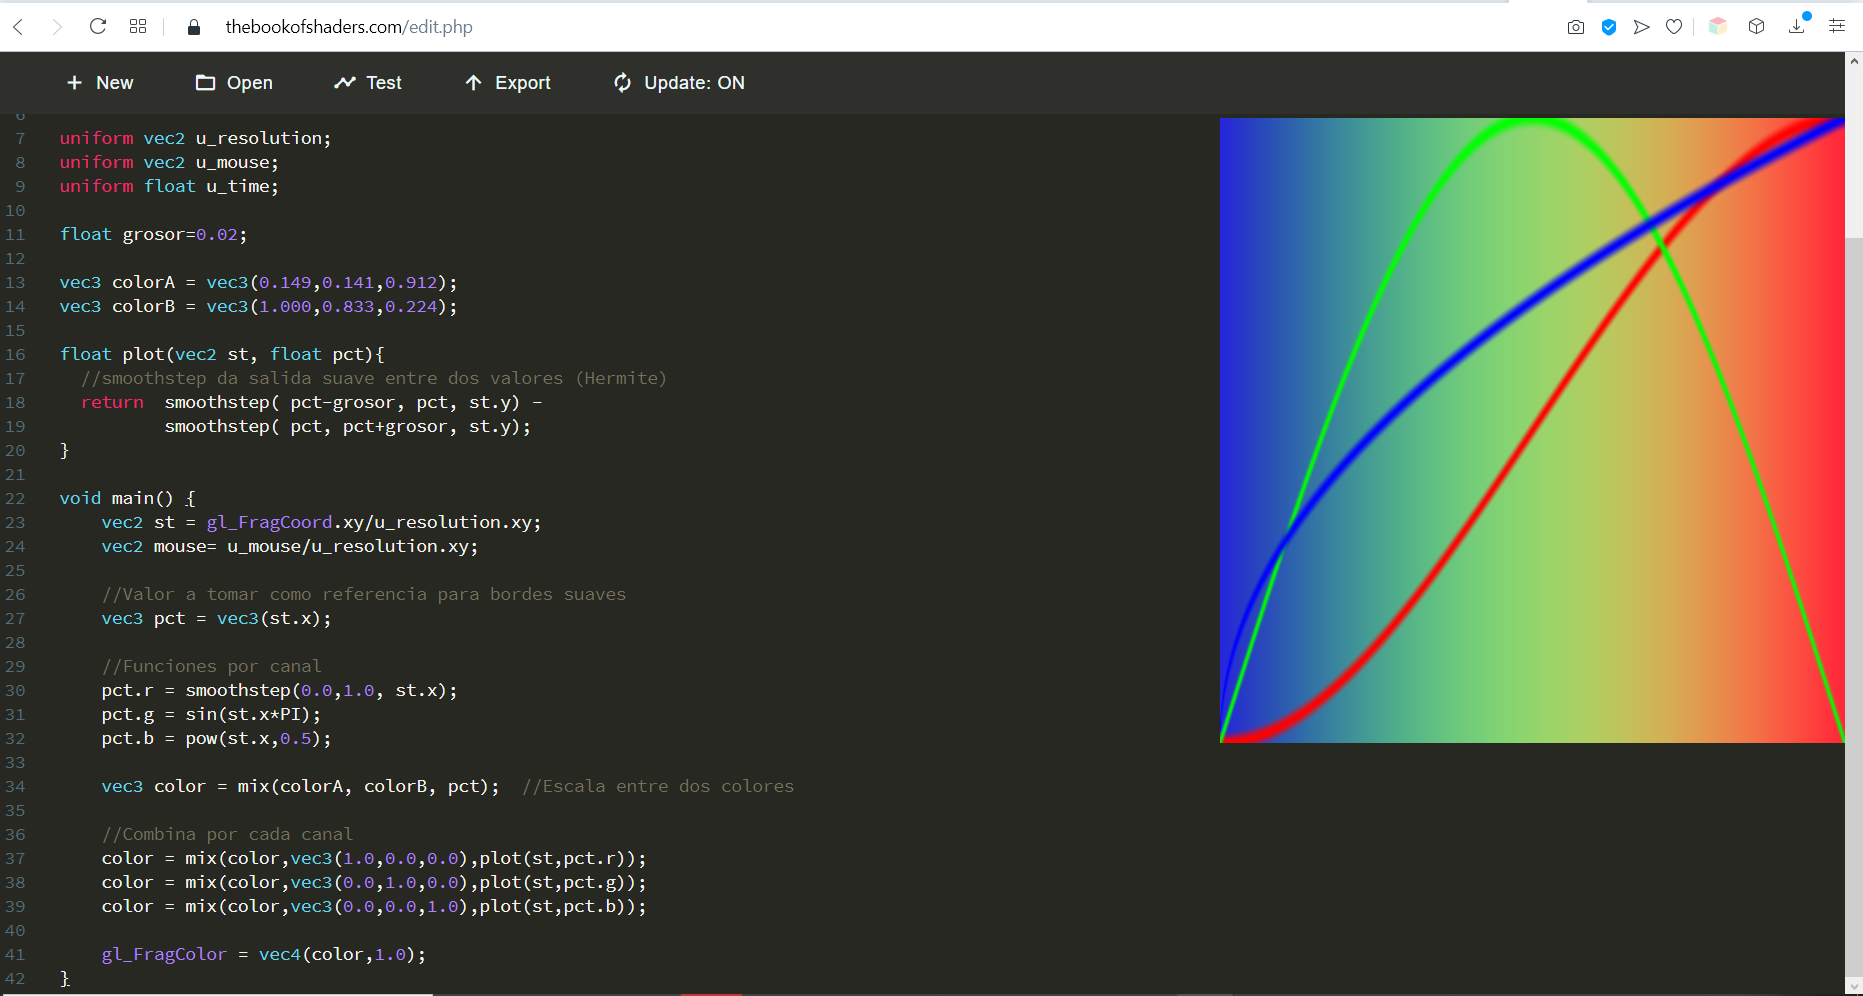 thebookofshaders.com/edit.php
New Open Test Export Update: ON
6
7 uniform vec2 u_resolution;
8 uniform vec2 u_mouse;
9 uniform float u_time;
10
11 float grosor=0.02;
12
13 vec3 colorA = vec3(0.149,0.141,0.912);
14 vec3 colorB = vec3(1.000,0.833,0.224);
15
16 float plot(vec2 st, float pct){
17 //smoothstep da salida suave entre dos valores (Hermite)
18 return smoothstep( pct-grosor, pct, st.y) -
19 smoothstep( pct, pct+grosor, st.y);
20 }
21
22 void main() {
23 vec2 st = gl_FragCoord.xy/u_resolution.xy;
24 vec2 mouse= u_mouse/u_resolution.xy;
25
26 //Valor a tomar como referencia para bordes suaves
27 vec3 pct = vec3(st.x);
28
29 //Funciones por canal
30 pct.r = smoothstep(0.0,1.0, st.x);
31 pct.g = sin(st.x*PI);
32 pct.b = pow(st.x,0.5);
33
34 vec3 color = mix(colorA, colorB, pct); //Escala entre dos colores
35
36 //Combina por cada canal
37 color = mix(color,vec3(1.0,0.0,0.0),plot(st,pct.r));
38 color = mix(color,vec3(0.0,1.0,0.0),plot(st,pct.g));
39 color = mix(color,vec3(0.0,0.0,1.0),plot(st,pct.b));
40
41 gl_FragColor = vec4(color,1.0);
42 }